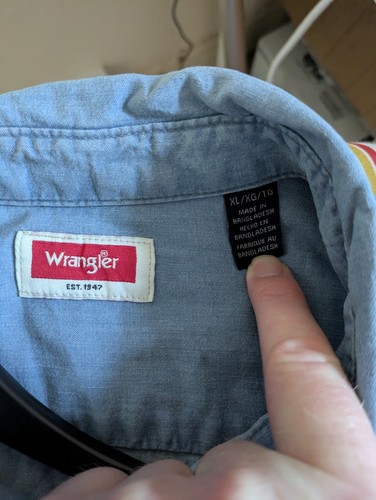 Wrangler®
EST. 1947
XL/XG/TG
MADE IN
BANGLADESH
HECHO EN
BANGLADESH
FABRIQUÉ AU
BANGLADESH